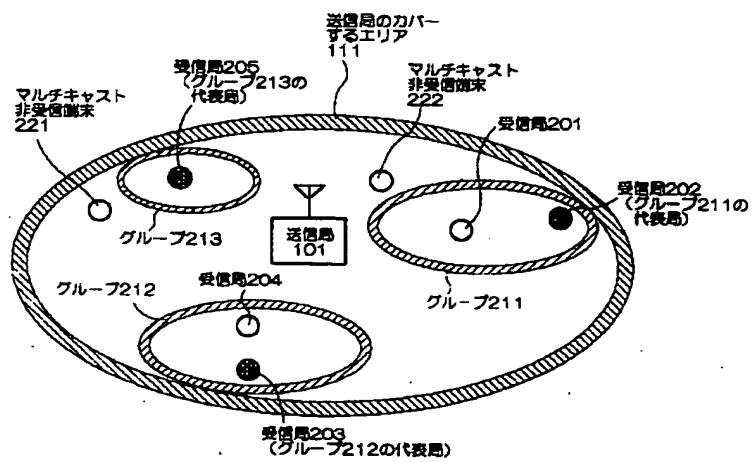 送信局のカバー
するエリア
111
受信局205
（グループ213の
代表局）
マルチキャスト
非受信端末
221
マルチキャスト
非受信端末
222
受信局201
受信局202
（グループ211の
代表局）
グループ213
送信局
101
受信局204
グループ212
グループ211
受信局203
（グループ212の代表局）